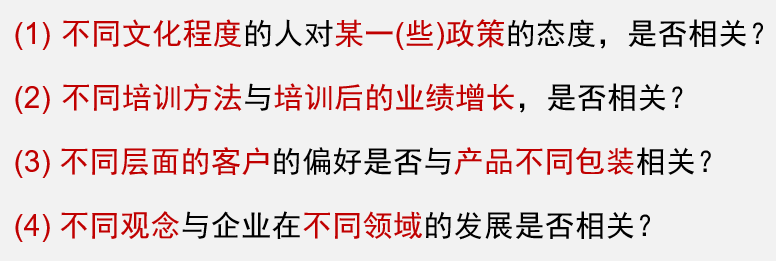 (1) 不同文化程度的人对某一(些)政策的态度，是否相关？
(2) 不同培训方法与培训后的业绩增长，是否相关？
(3) 不同层面的客户的偏好是否与产品不同包装相关？
(4) 不同观念与企业在不同领域的发展是否相关？